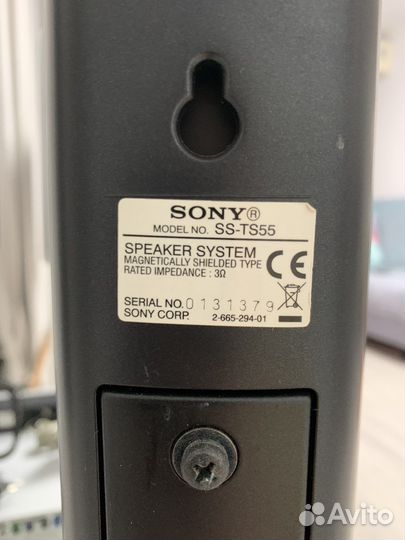 SONY®
MODEL NO. SS-TS55
SPEAKER SYSTEM
MAGNETICALLY SHIELDED TYPE
RATED IMPEDANCE : 3Ω
CE
SERIAL NO. 0131379
SONY CORP. 2-665-294-01
Avito